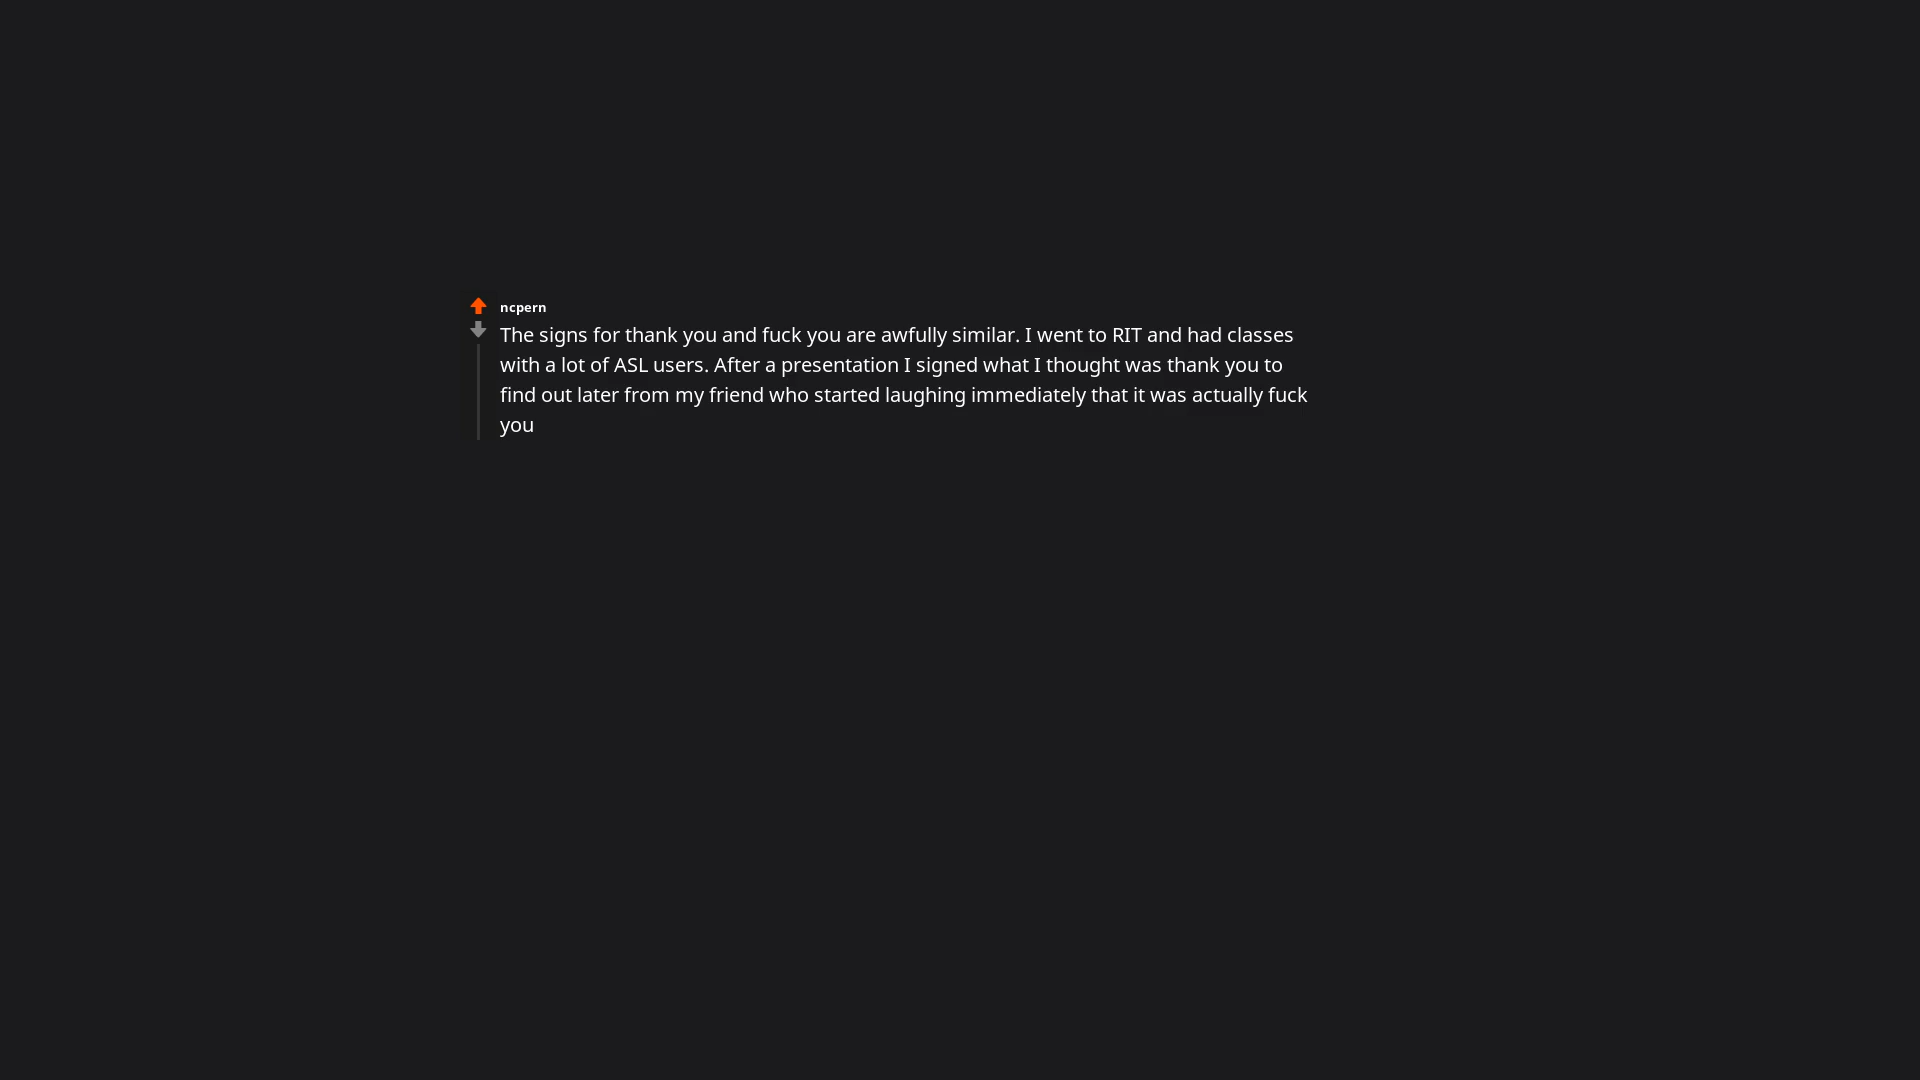 ncpern
The signs for thank you and fuck you are awfully similar. I went to RIT and had classes
with a lot of ASL users. After a presentation I signed what I thought was thank you to
find out later from my friend who started laughing immediately that it was actually fuck
you